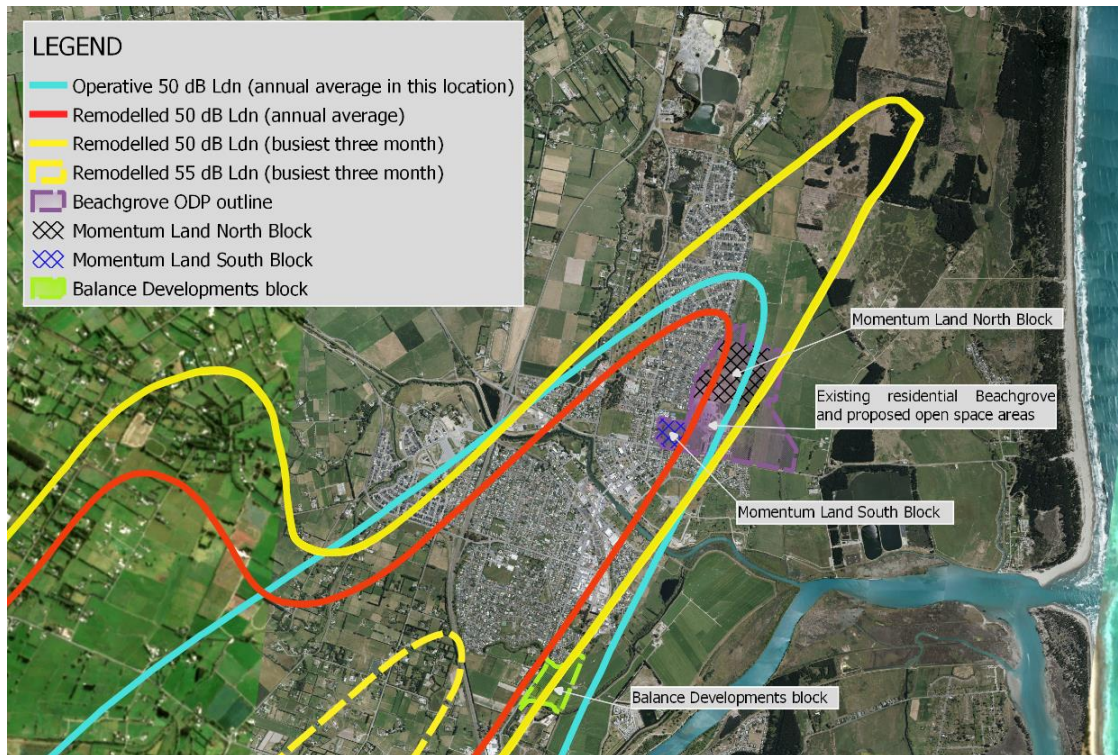 LEGEND
Operative 50 dB Ldn (annual average in this location)
Remodelled 50 dB Ldn (annual average)
Remodelled 50 dB Ldn (busiest three month)
Remodelled 55 dB Ldn (busiest three month)
Beachgrove ODP outline
Momentum Land North Block
Momentum Land South Block
Balance Developments block
Momentum Land North Block
Existing residential Beachgrove
and proposed open space areas
Momentum Land South Block
Balance Developments block